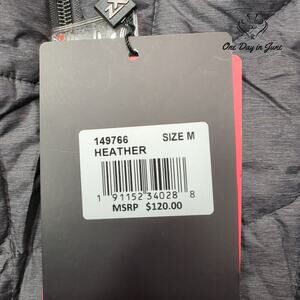 One Day in June
149766 SIZE M
HEATHER
1 91152 34028 8
MSRP $120.00